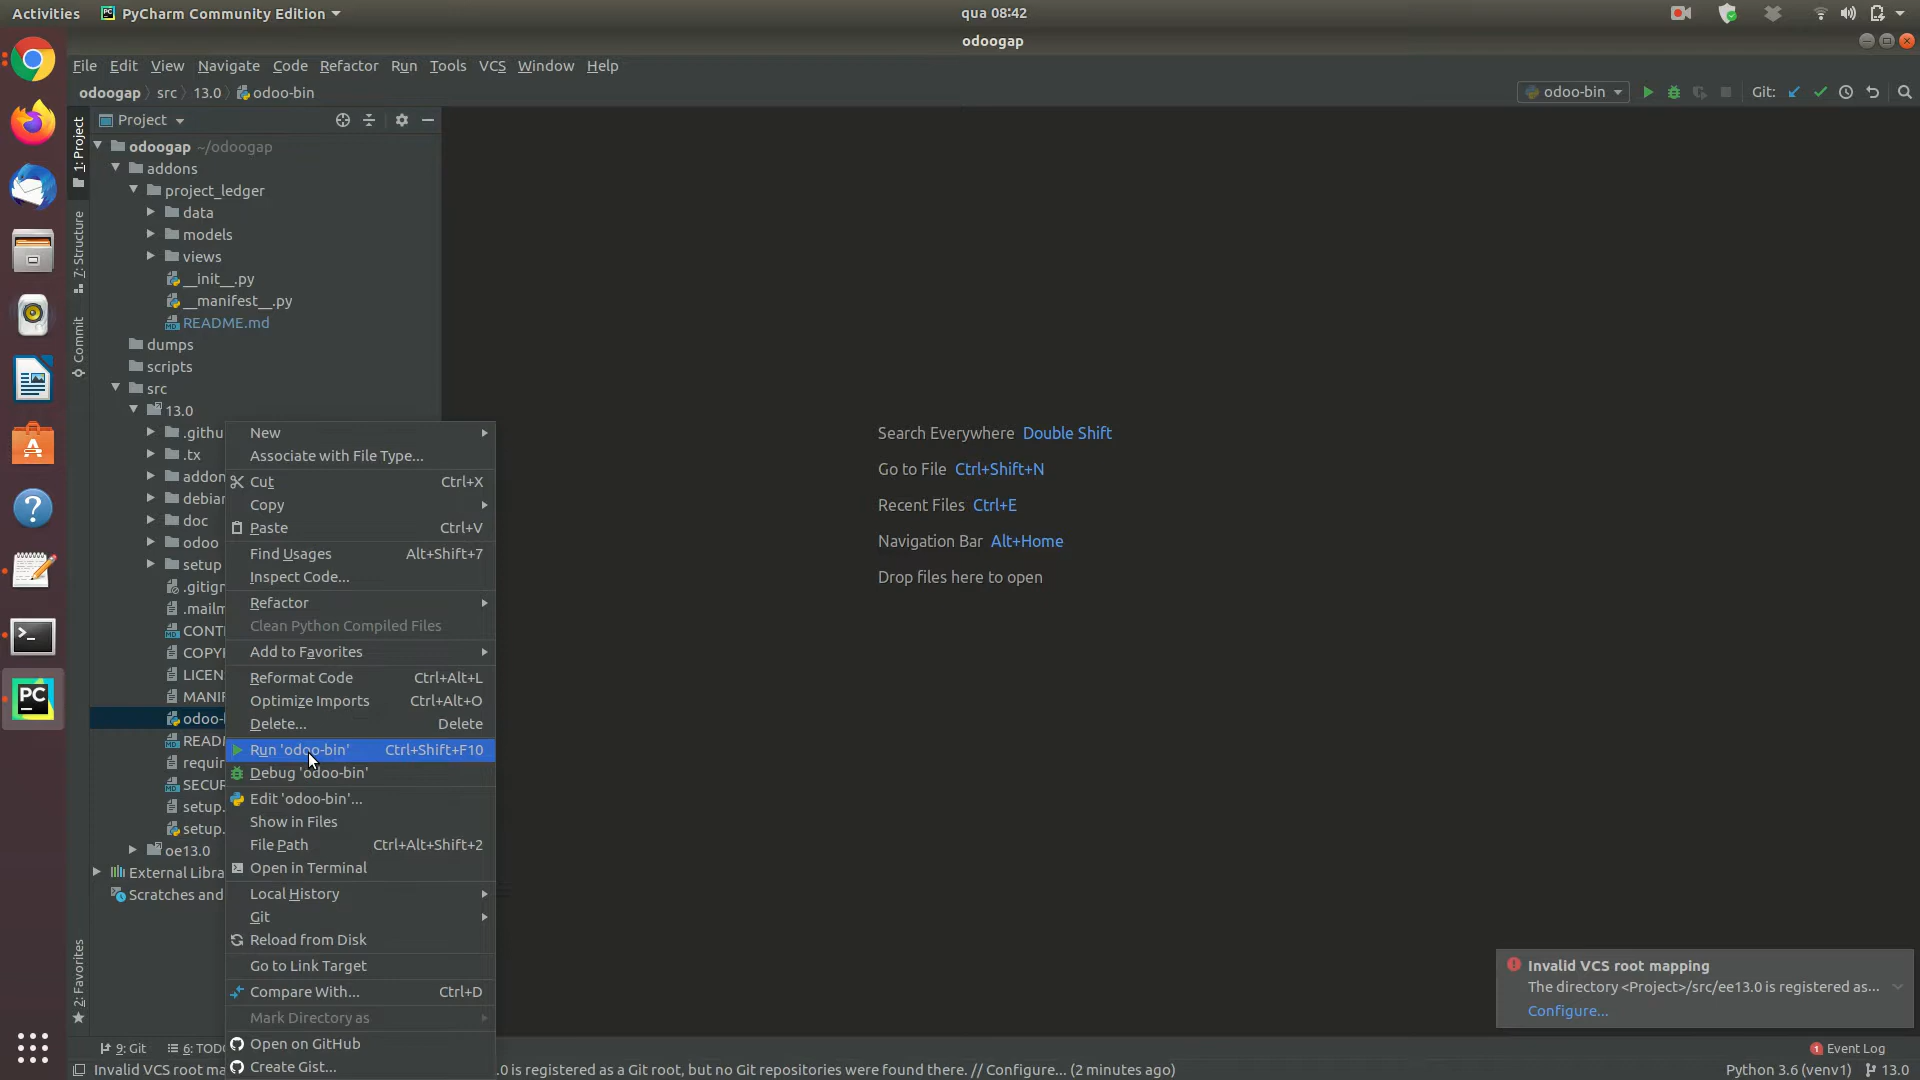 Activities PyCharm Community Edition qua 08:42
odoogap
File Edit View Navigate Code Refactor Run Tools VCS Window Help
odoogap src 13.0 odoo-bin odoo-bin Git:
Project
1: Project
7: Structure
Commit
2: Favorites
odoogap ~/odoogap
addons
project_ledger
data
models
views
__init__.py
__manifest__.py
README.md
dumps
scripts
src
13.0
.githu
.tx
addon
debian
doc
odoo
setup
.gitign
.mailm
CONT
COPY
LICEN
MANIF
odoo-b
READ
requir
SECUR
setup.
setup.
oe13.0
External Libra
Scratches and
New
Associate with File Type...
Cut Ctrl+X
Copy
Paste Ctrl+V
Find Usages Alt+Shift+7
Inspect Code...
Refactor
Clean Python Compiled Files
Add to Favorites
Reformat Code Ctrl+Alt+L
Optimize Imports Ctrl+Alt+O
Delete... Delete
Run 'odoo-bin' Ctrl+Shift+F10
Debug 'odoo-bin'
Edit 'odoo-bin'...
Show in Files
File Path Ctrl+Alt+Shift+2
Open in Terminal
Local History
Git
Reload from Disk
Go to Link Target
Compare With... Ctrl+D
Mark Directory as
Open on GitHub
Create Gist...
Search Everywhere Double Shift
Go to File Ctrl+Shift+N
Recent Files Ctrl+E
Navigation Bar Alt+Home
Drop files here to open
Invalid VCS root mapping
The directory <Project>/src/ee13.0 is registered as...
Configure...
9: Git 6: TODO 1 Event Log
Invalid VCS root ma .0 is registered as a Git root, but no Git repositories were found there. // Configure... (2 minutes ago) Python 3.6 (venv1) 13.0